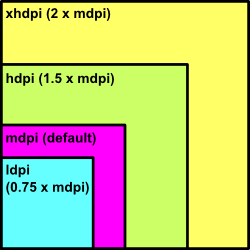 xhdpi (2 x mdpi)
hdpi (1.5 x mdpi)
mdpi (default)
ldpi
(0.75 x mdpi)